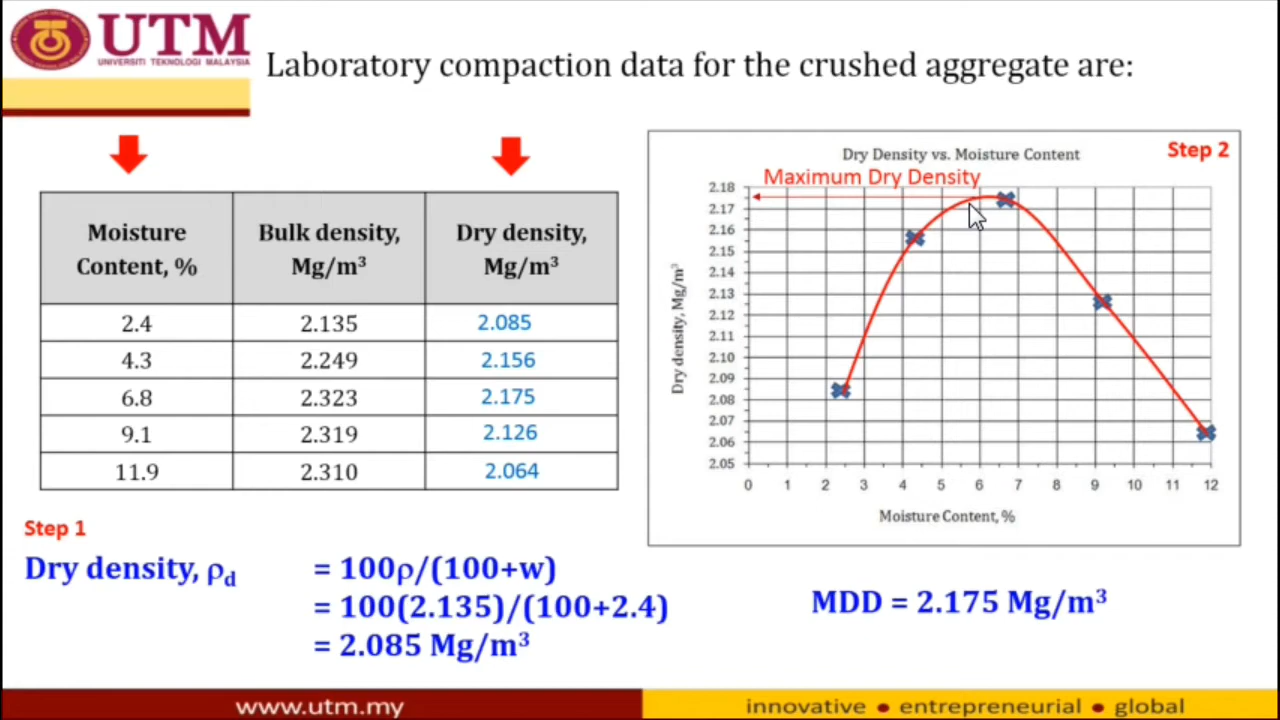 UTM
UNIVERSITI TEKNOLOGI MALAYSIA
Laboratory compaction data for the crushed aggregate are:
Moisture Content, % Bulk density, Mg/m³ Dry density, Mg/m³
2.4 2.135 2.085
4.3 2.249 2.156
6.8 2.323 2.175
9.1 2.319 2.126
11.9 2.310 2.064
Step 1
Dry density, ρd = 100ρ/(100+w)
= 100(2.135)/(100+2.4)
= 2.085 Mg/m³
Dry Density vs. Moisture Content
Step 2
Maximum Dry Density
2.18
2.17
2.16
2.15
2.14
2.13
2.12
2.11
2.10
2.09
2.08
2.07
2.06
2.05
Dry density, Mg/m³
0 1 2 3 4 5 6 7 8 9 10 11 12
Moisture Content, %
MDD = 2.175 Mg/m³
www.utm.my
innovative ● entrepreneurial ● global